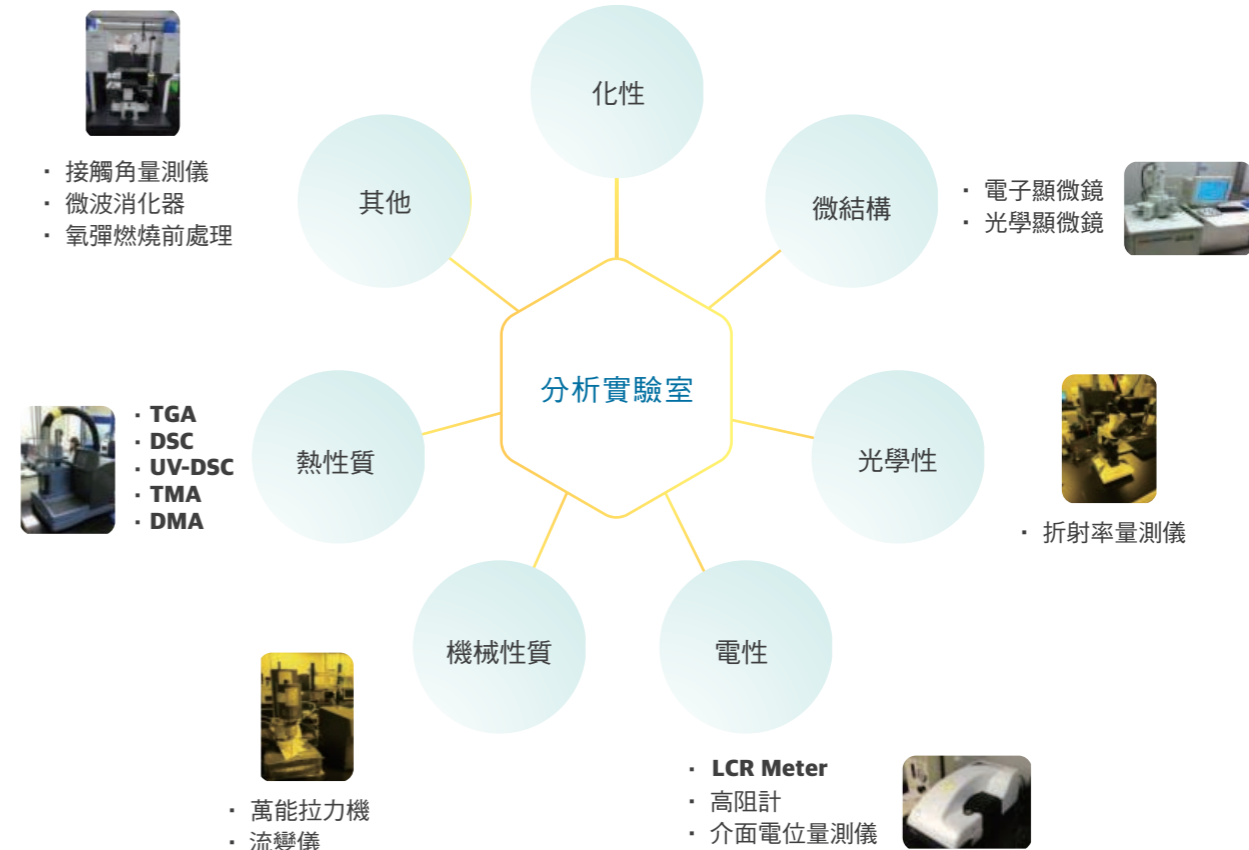 化性
· 接觸角量測儀
· 微波消化器
· 氧彈燃燒前處理
其他
微結構
· 電子顯微鏡
· 光學顯微鏡
分析實驗室
· TGA
· DSC
· UV-DSC
· TMA
· DMA
熱性質
光學性
· 折射率量測儀
機械性質
電性
· 萬能拉力機
· 流變儀
· LCR Meter
· 高阻計
· 介面電位量測儀